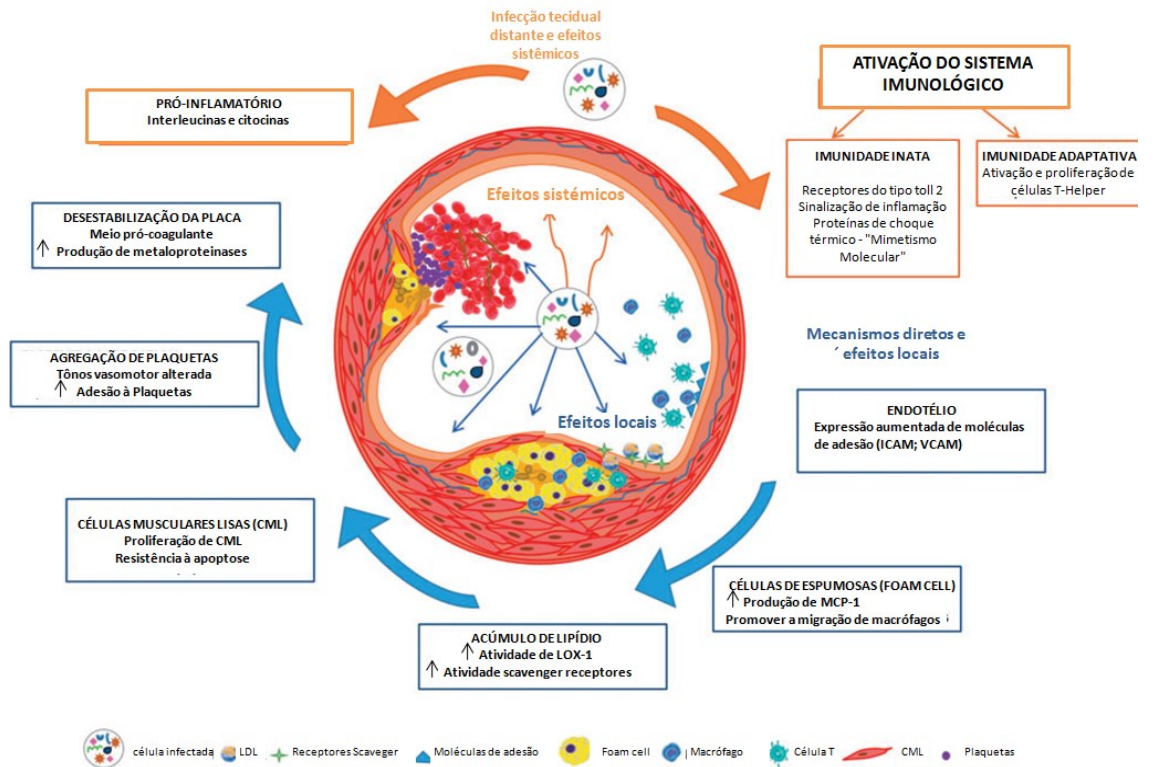 Infecção tecidual
distante e efeitos
sistêmicos
ATIVAÇÃO DO SISTEMA
IMUNOLÓGICO
PRÓ-INFLAMATÓRIO
Interleucinas e citocinas
IMUNIDADE INATA
Receptores do tipo toll 2
Sinalização de inflamação
Proteínas de choque
térmico - "Mimetismo
Molecular"
IMUNIDADE ADAPTATIVA
Ativação e proliferação de
células T-Helper
Efeitos sistémicos
DESESTABILIZAÇÃO DA PLACA
Meio pró-coagulante
↑ Produção de metaloproteinases
Mecanismos diretos e
efeitos locais
AGREGAÇÃO DE PLAQUETAS
Tônos vasomotor alterada
↑ Adesão à Plaquetas
Efeitos locais
ENDOTÉLIO
Expressão aumentada de moléculas
de adesão (ICAM; VCAM)
CÉLULAS MUSCULARES LISAS (CML)
Proliferação de CML
Resistência à apoptose
CÉLULAS DE ESPUMOSAS (FOAM CELL)
↑ Produção de MCP-1
Promover a migração de macrófagos
ACÚMULO DE LIPÍDIO
↑ Atividade de LOX-1
↑ Atividade scavenger receptores
célula infectada LDL Receptores Scaveger Moléculas de adesão Foam cell Macrófago Célula T CML Plaquetas